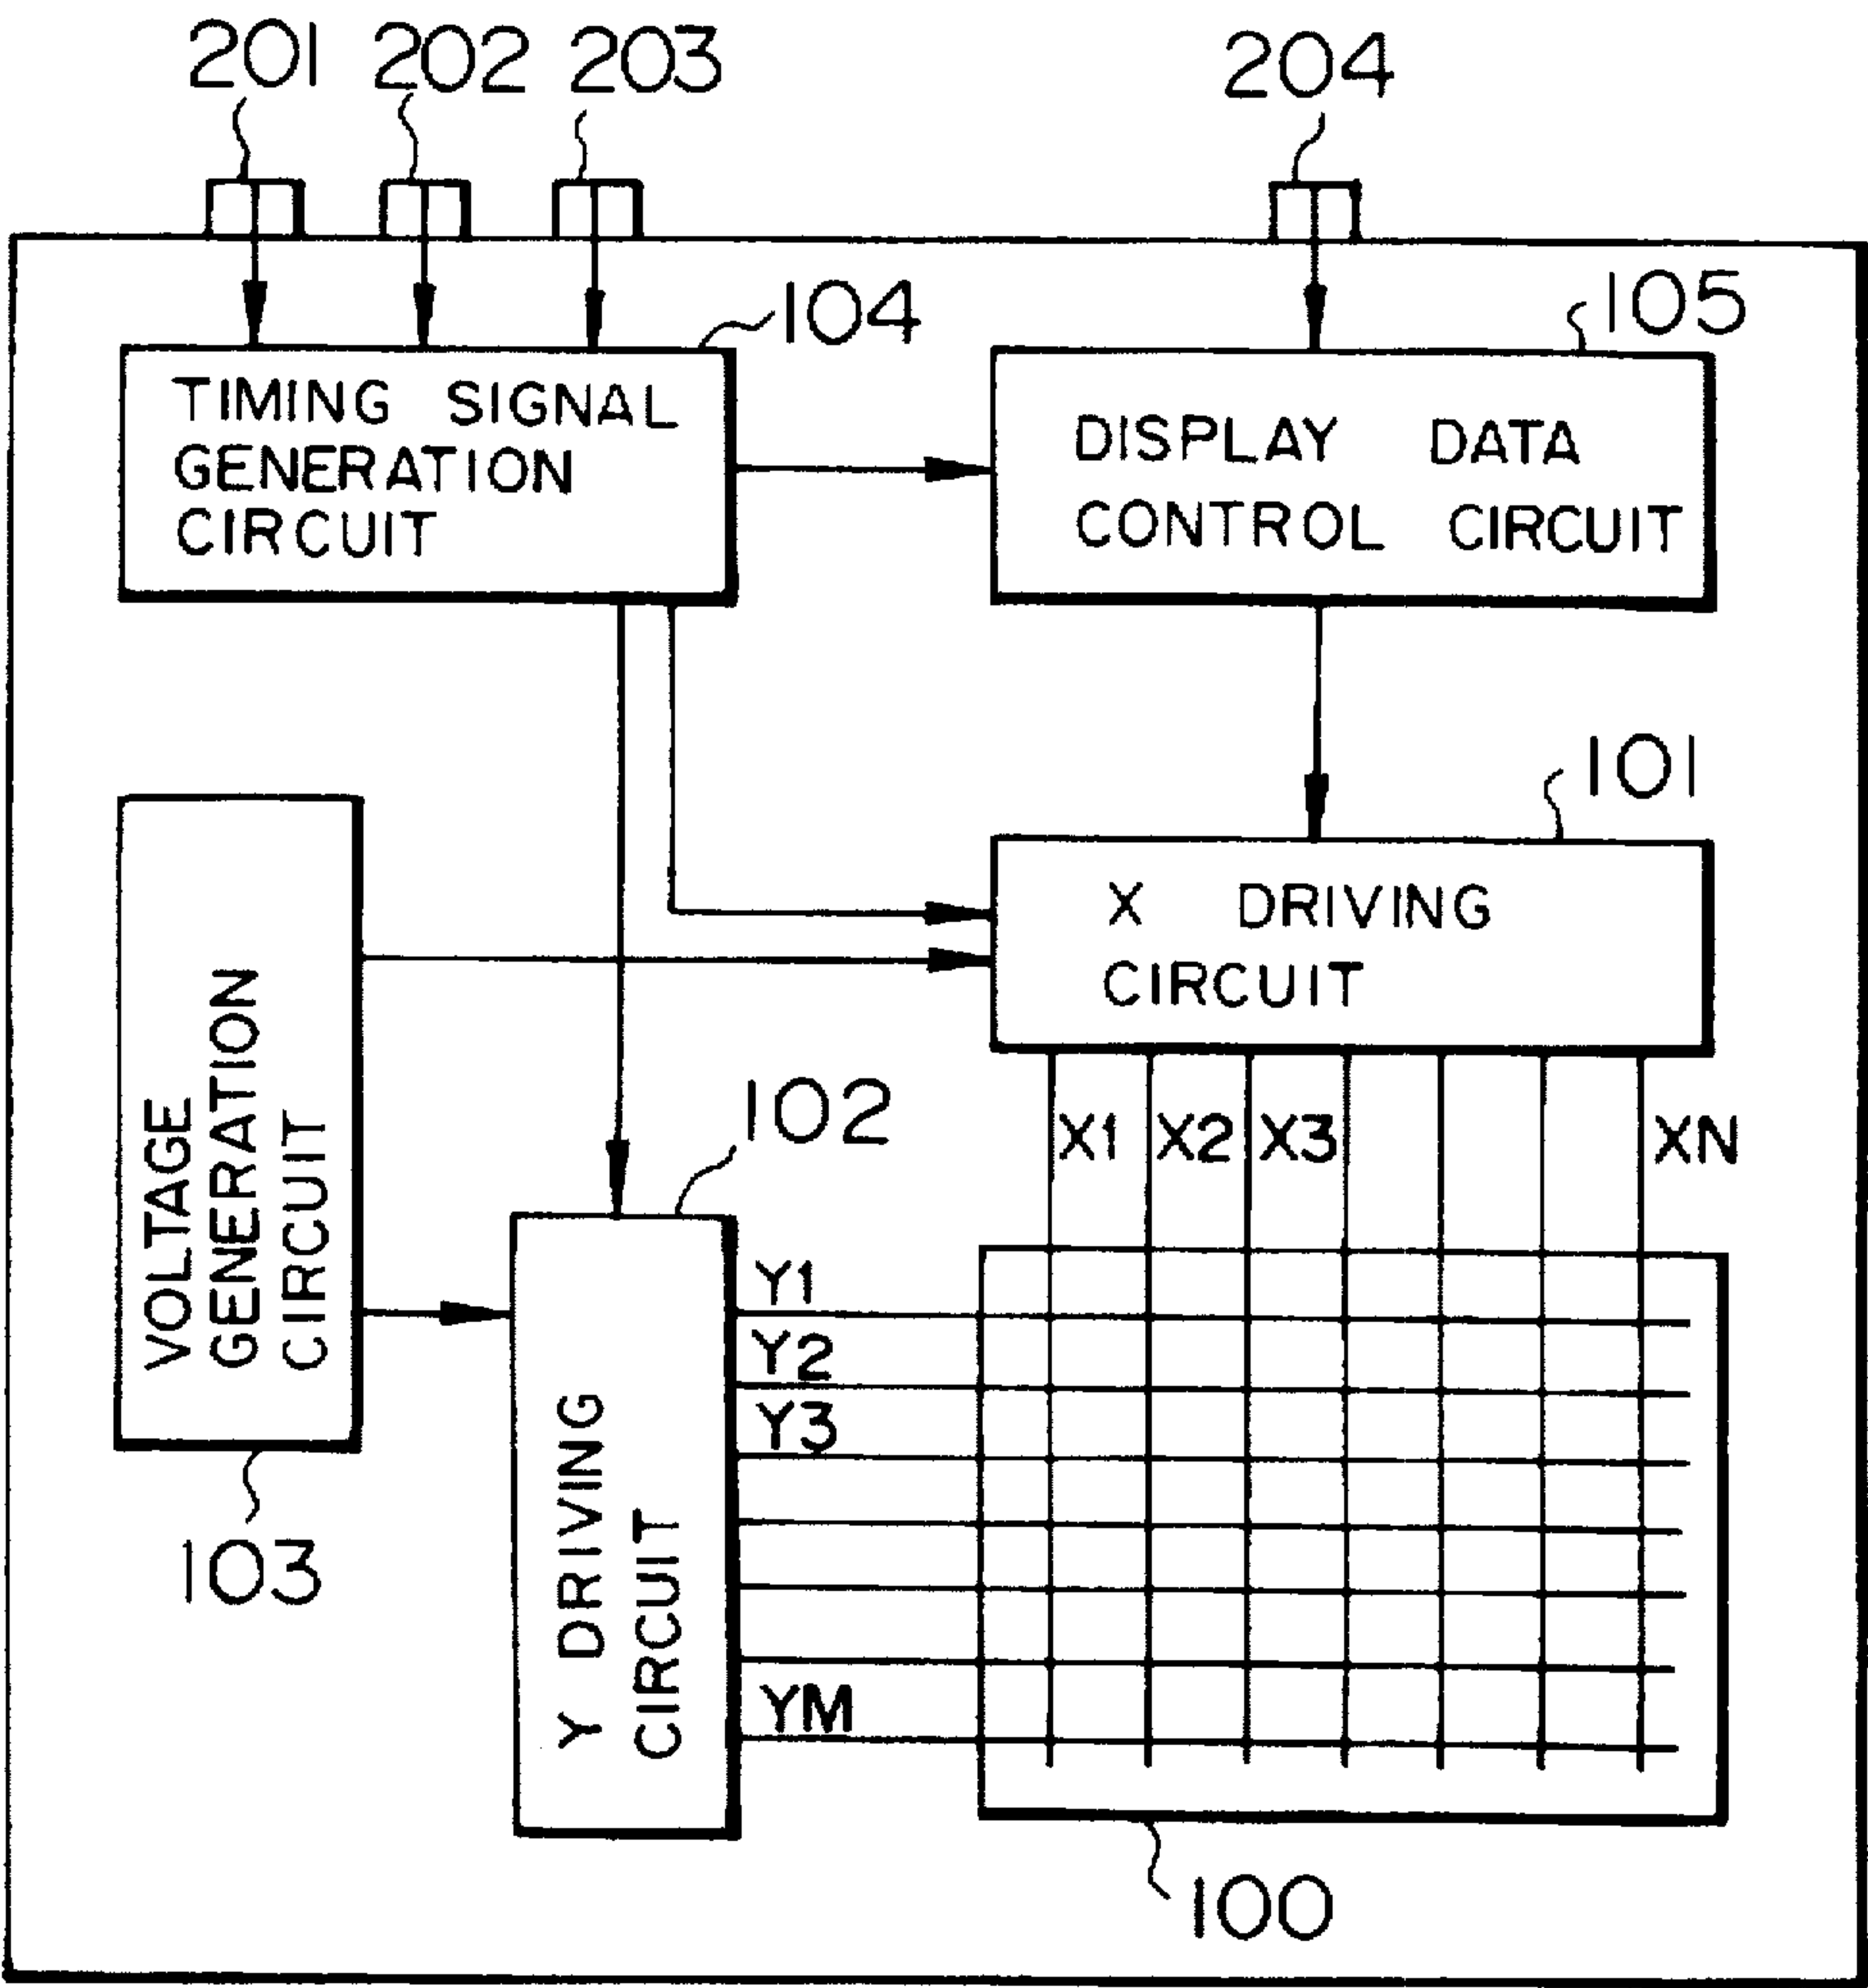 201 202 203 204
104
105
TIMING SIGNAL
GENERATION
CIRCUIT
DISPLAY DATA
CONTROL CIRCUIT
101
X DRIVING
CIRCUIT
VOLTAGE
GENERATION
CIRCUIT
103
102
X1 X2 X3 XN
Y DRIVING
CIRCUIT
Y1
Y2
Y3
YM
100